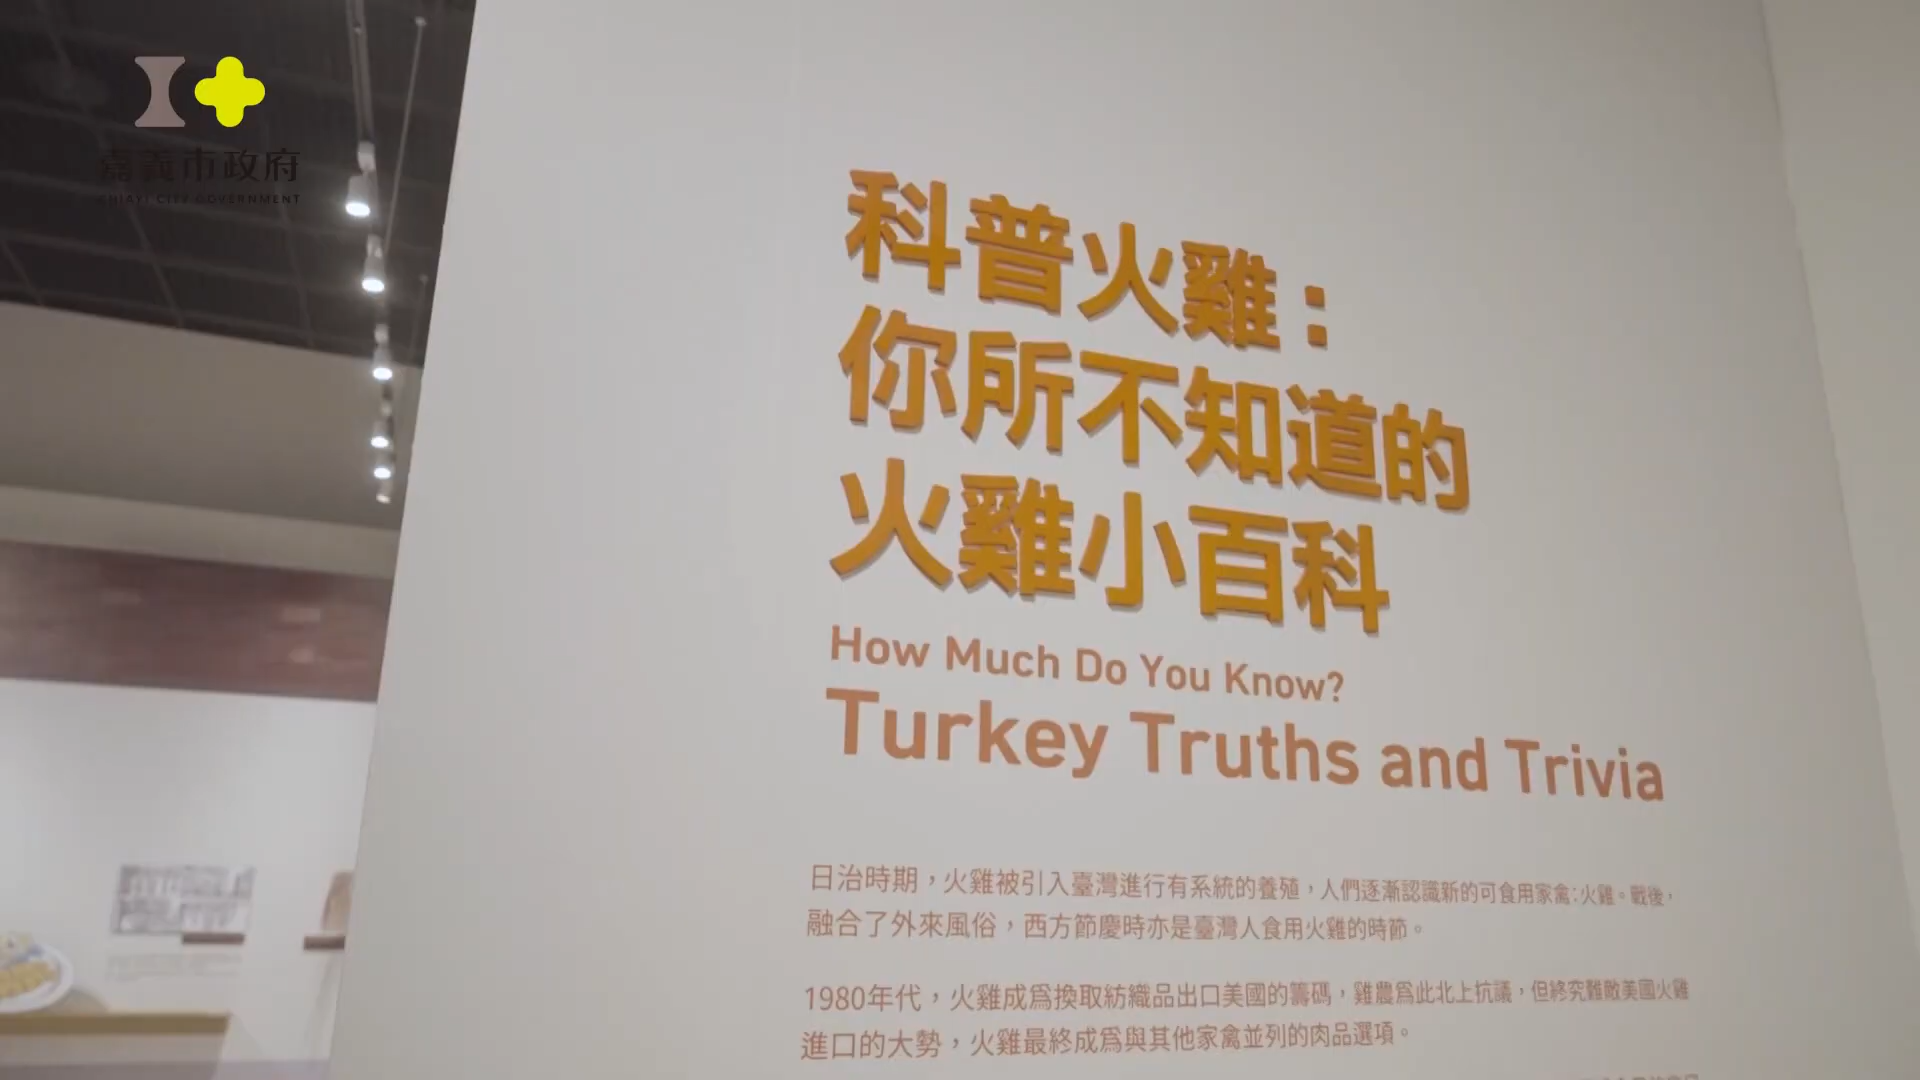 嘉義市政府
CHIAYI CITY GOVERNMENT
科普火雞：
你所不知道的
火雞小百科
How Much Do You Know?
Turkey Truths and Trivia
日治時期，火雞被引入臺灣進行有系統的養殖，人們逐漸認識新的可食用家禽：火雞。戰後，
融合了外來風俗，西方節慶時亦是臺灣人食用火雞的時節。
1980年代，火雞成為換取紡織品出口美國的籌碼，雞農為此北上抗議，但終究難敵美國火雞
進口的大勢，火雞最終成為與其他家禽並列的肉品選項。